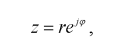 z = re^{jφ},